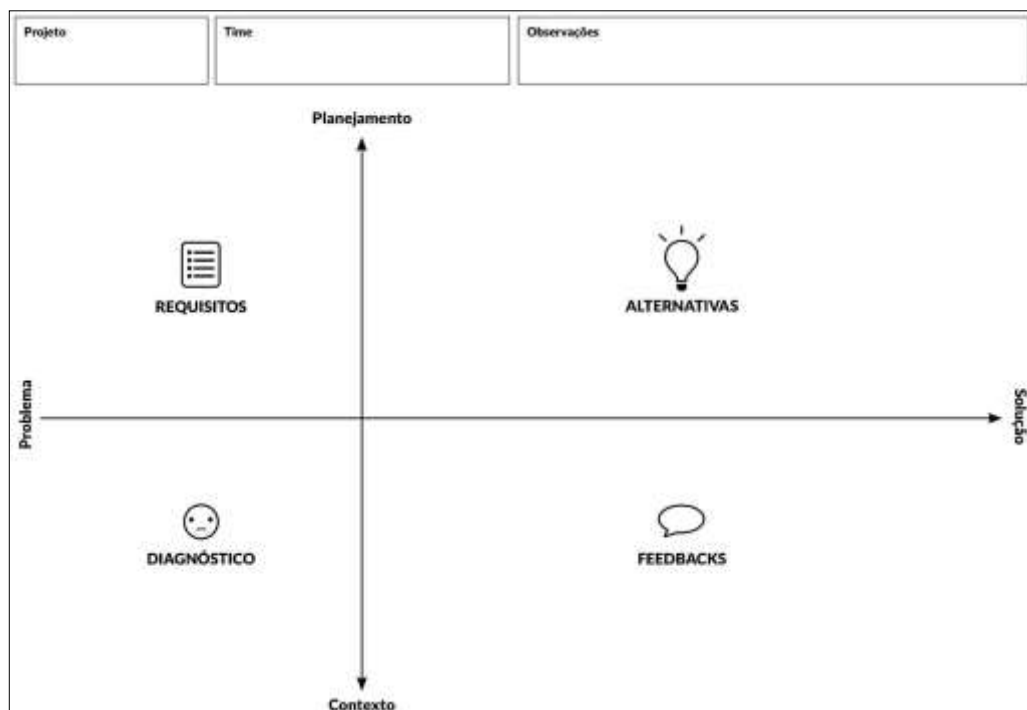 Projeto
Time
Observações
Planejamento
REQUISITOS
ALTERNATIVAS
Problema
Solução
DIAGNÓSTICO
FEEDBACKS
Contexto